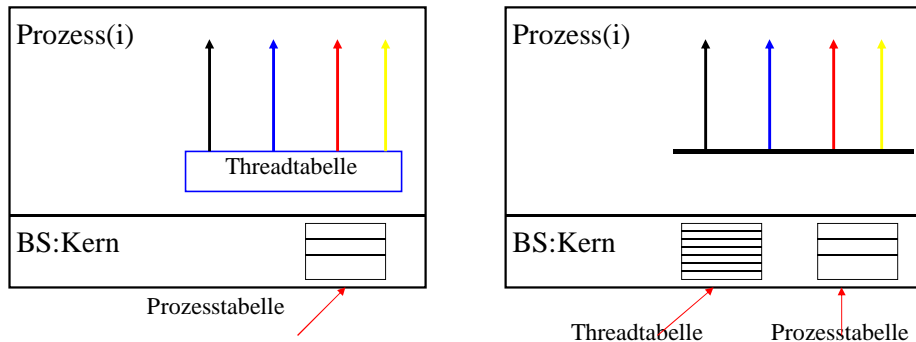 Prozess(i)
Threadtabelle
BS:Kern
Prozesstabelle
Prozess(i)
BS:Kern
Threadtabelle
Prozesstabelle